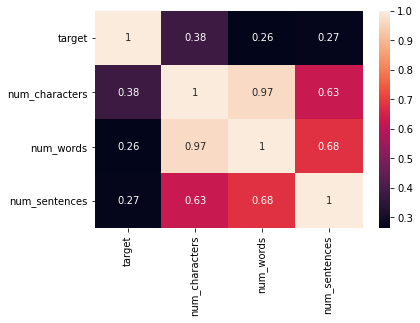 target 1 0.38 0.26 0.27
num_characters 0.38 1 0.97 0.63
num_words 0.26 0.97 1 0.68
num_sentences 0.27 0.63 0.68 1
target
num_characters
num_words
num_sentences
1.0
0.9
0.8
0.7
0.6
0.5
0.4
0.3